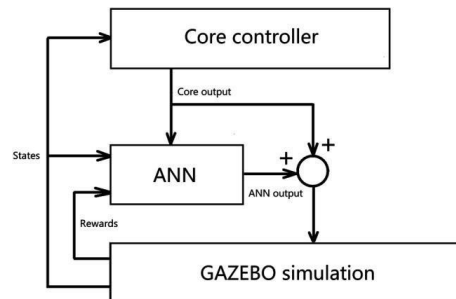 Core controller
Core output
+
+
States
ANN
ANN output
Rewards
GAZEBO simulation